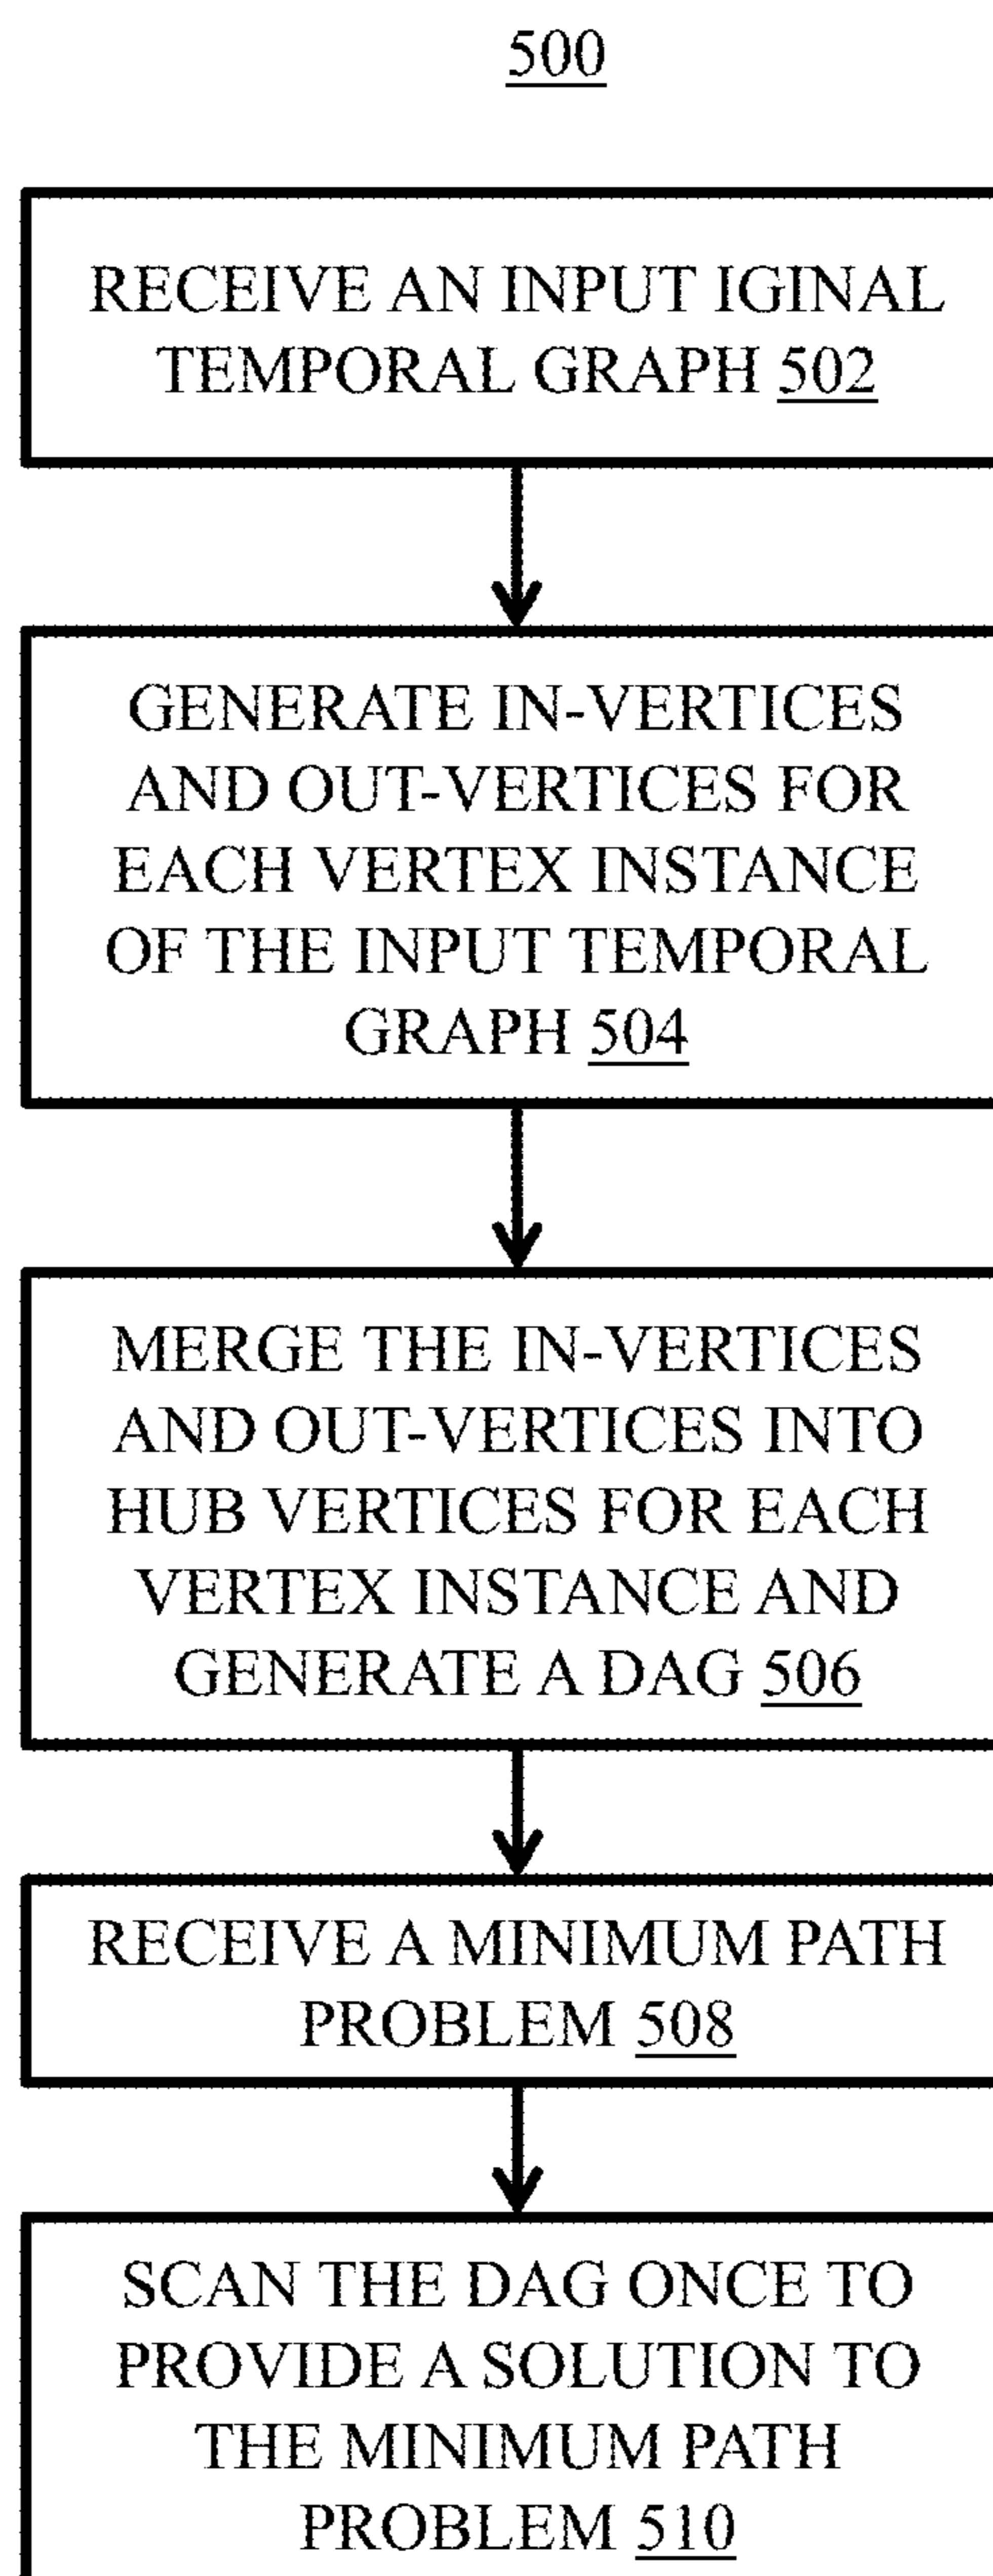 500
RECEIVE AN INPUT IGINAL
TEMPORAL GRAPH 502
GENERATE IN-VERTICES
AND OUT-VERTICES FOR
EACH VERTEX INSTANCE
OF THE INPUT TEMPORAL
GRAPH 504
MERGE THE IN-VERTICES
AND OUT-VERTICES INTO
HUB VERTICES FOR EACH
VERTEX INSTANCE AND
GENERATE A DAG 506
RECEIVE A MINIMUM PATH
PROBLEM 508
SCAN THE DAG ONCE TO
PROVIDE A SOLUTION TO
THE MINIMUM PATH
PROBLEM 510